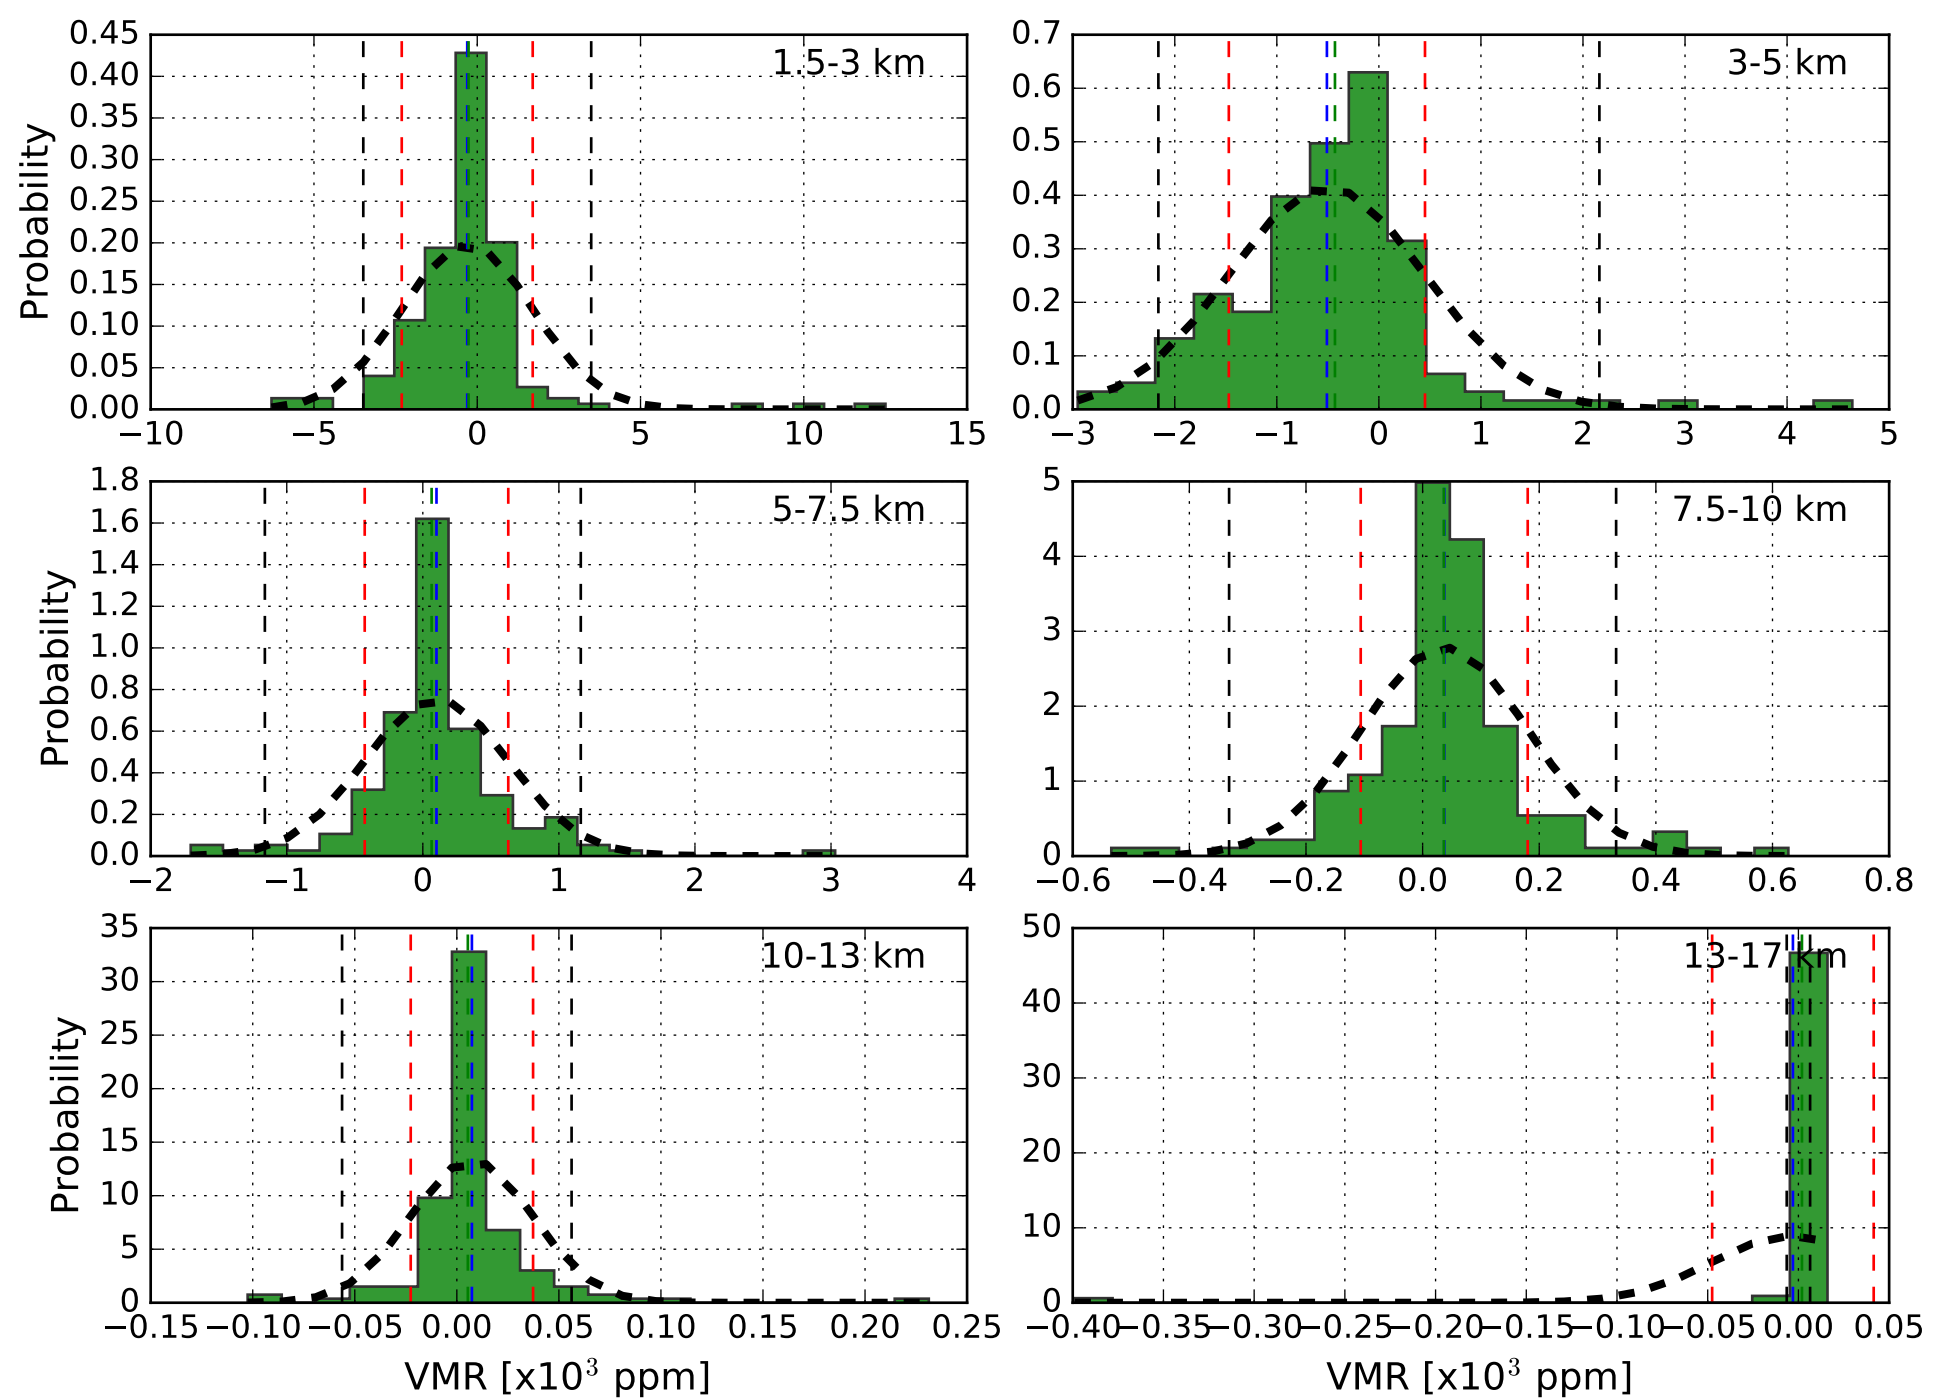 0.45
0.40
0.35
0.30
0.25
0.20
0.15
0.10
0.05
0.00
Probability
1.5-3 km
−10 −5 0 5 10 15
0.7
0.6
0.5
0.4
0.3
0.2
0.1
0.0
3-5 km
−3 −2 −1 0 1 2 3 4 5
1.8
1.6
1.4
1.2
1.0
0.8
0.6
0.4
0.2
0.0
Probability
5-7.5 km
−2 −1 0 1 2 3 4
5
4
3
2
1
0
7.5-10 km
−0.6 −0.4 −0.2 0.0 0.2 0.4 0.6 0.8
35
30
25
20
15
10
5
0
Probability
10-13 km
−0.15 −0.10 −0.05 0.00 0.05 0.10 0.15 0.20 0.25
VMR [x10³ ppm]
50
40
30
20
10
0
13-17 km
−0.40 −0.35 −0.30 −0.25 −0.20 −0.15 −0.10 −0.05 0.00 0.05
VMR [x10³ ppm]